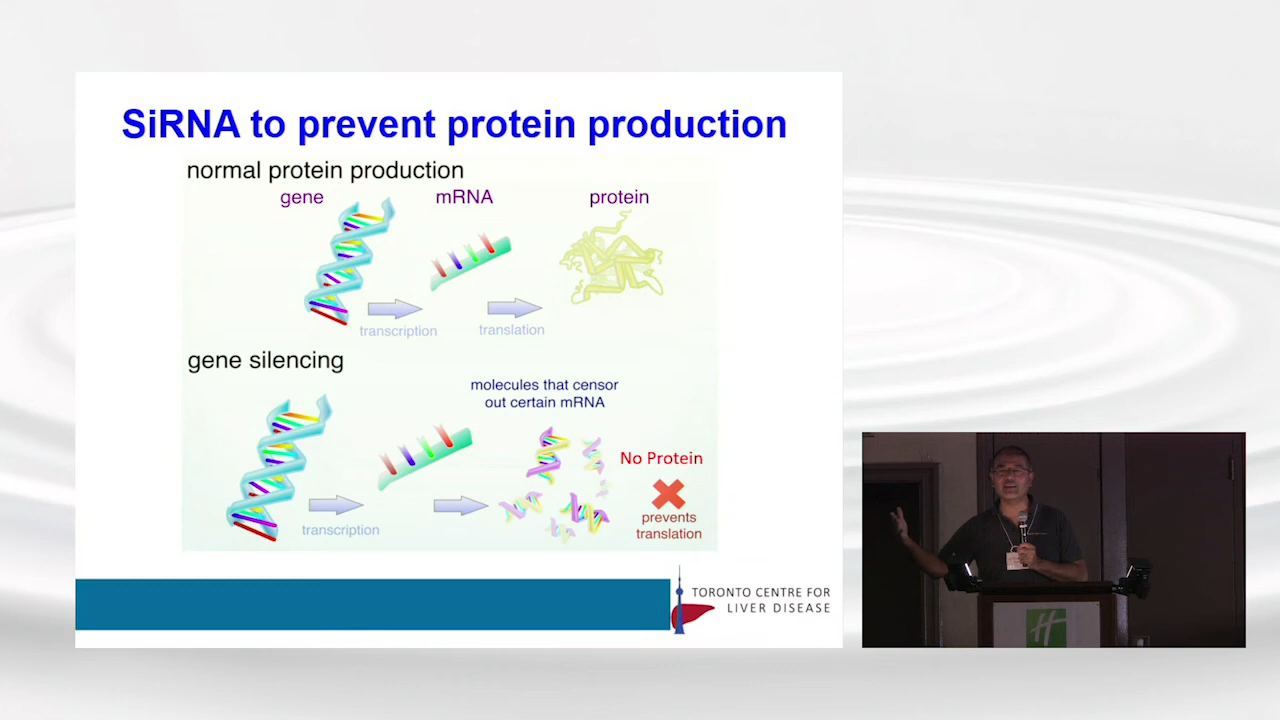 SiRNA to prevent protein production
normal protein production
gene
mRNA
protein
transcription
translation
gene silencing
molecules that censor
out certain mRNA
No Protein
prevents
translation
transcription
TORONTO CENTRE FOR
LIVER DISEASE
H